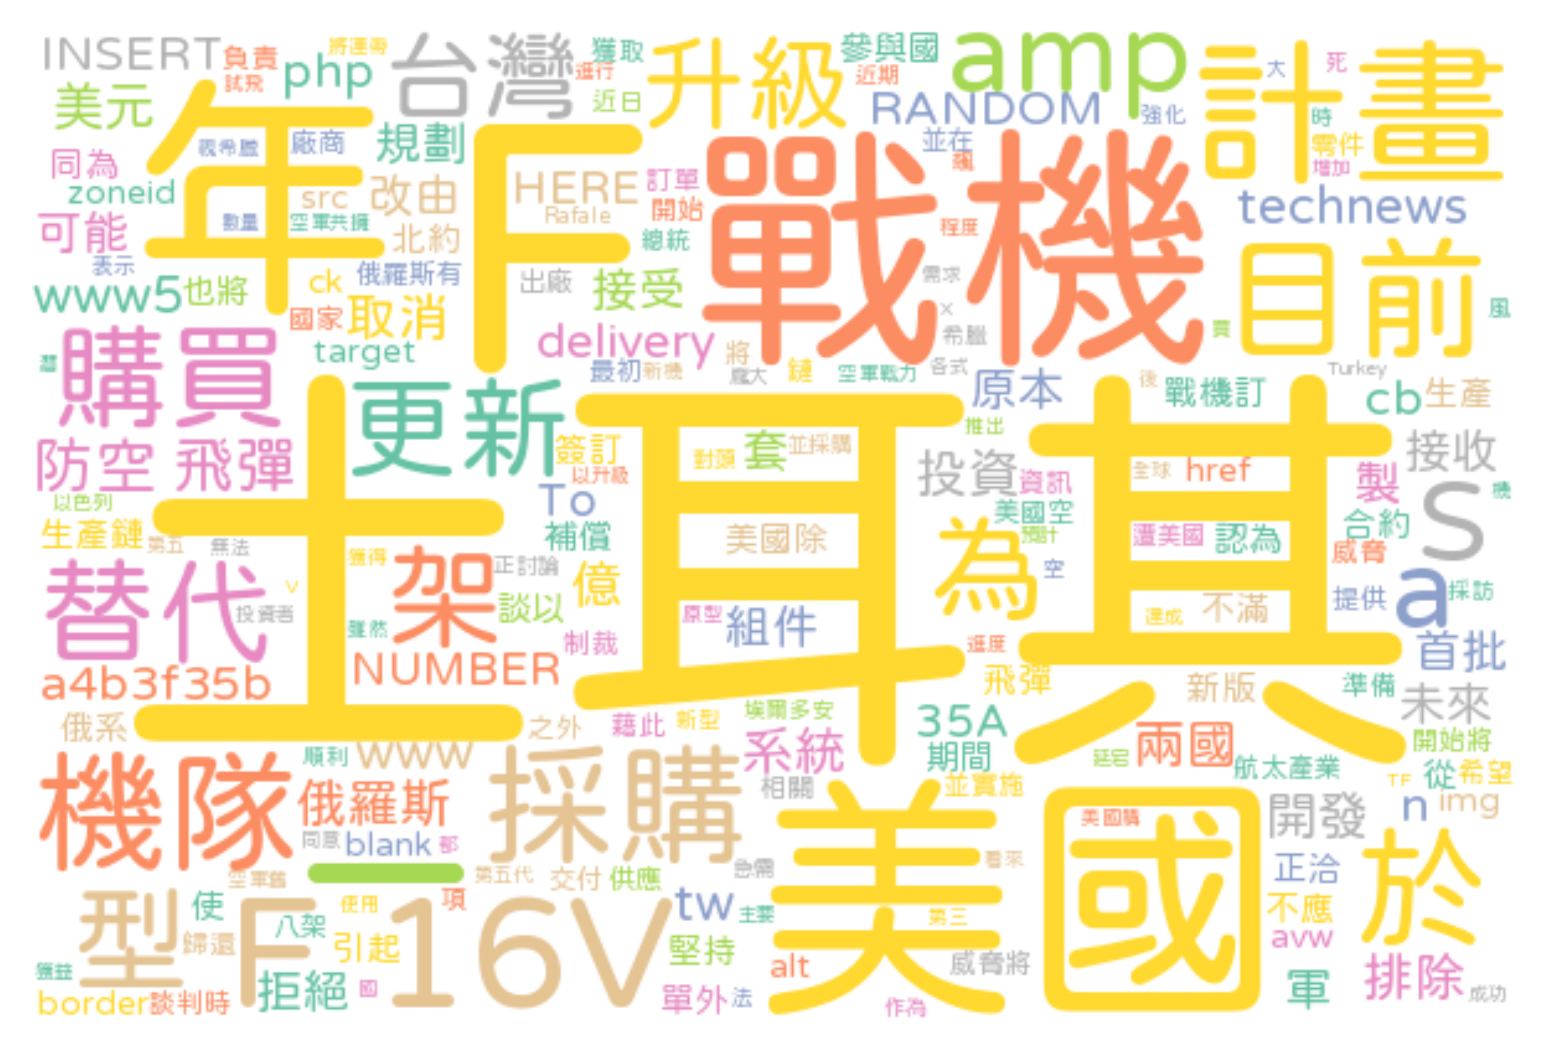 INSERT
負責
將運帶
試飛
php
台灣
獲取
進行
近日
升級
參與國
近期
amp
計畫
大
死
美元
年F
RANDOM
強化
時
零件
增加
廠商
規劃
並在
戰機
同為
zoneid
src
改由
HERE
Rafale
訂單
開始
technews
可能
數量
空軍共擁
北約
總統
程度
目前
表示
www5
也將
ck
俄羅斯有
出廠
接受
需求
x
希臘
風
國家
取消
target
delivery
買
購買
最初
新機
將
龐大
鏈
空軍戰力
各式
Turkey
更新
原本
後
戰機訂
cb
生產
推出
土耳其
防空
飛彈
簽訂
以升級
對頭
套
並採購
投資
資訊
全球
href
製
接收
以色列
To
美國空
機
生產鏈
第五
無法
補償
美國除
為
預計
遭美國
認為
合約
威脅
S
替代
獲得
架
正討論
億
空
v
投資者
談以
提供
a
採訪
雖然
制裁
原型
組件
達成
不滿
進度
首批
a4b3f35b
NUMBER
飛彈
新版
準備
未來
俄系
之外
藉此
新型
埃爾多安
35A
兩國
開始將
機隊
順利
www
系統
期間
航太產業
TF
從
希望
俄羅斯
採購
相關
並實施
美國購
開發
n
img
同意
blank
部
美國
正洽
於
空軍舊
第五代
交付
供應
急需
看來
型
使
八架
使用
項
F16V
tw
主要
第三
不應
歸還
引起
堅持
avw
獲益
alt
威脅將
軍
排除
成功
border
談判時
拒絕
國
單外
法
作為